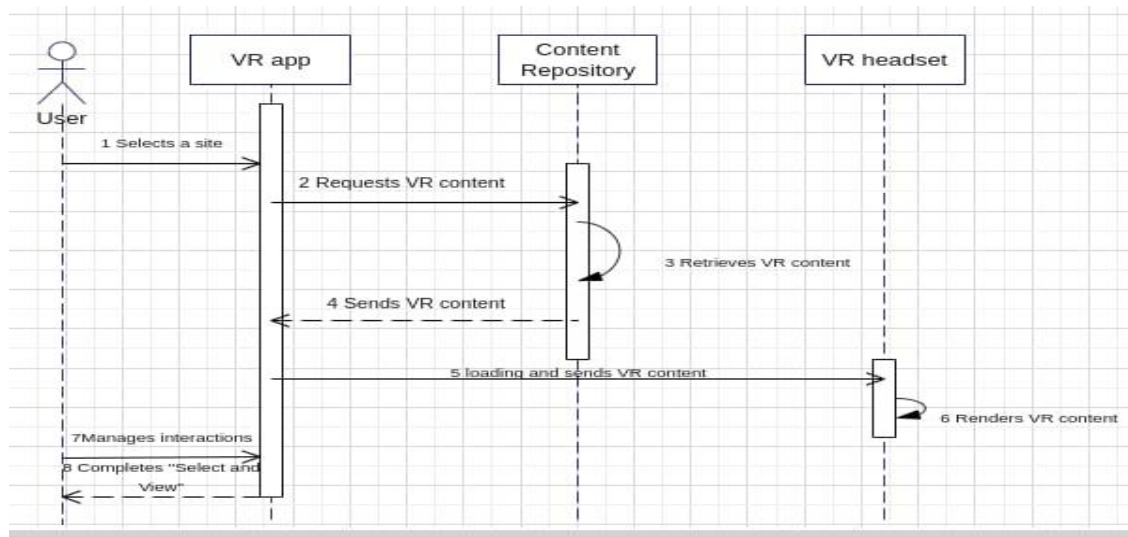 VR app
Content
Repository
VR headset
User
1 Selects a site
2 Requests VR content
3 Retrieves VR content
4 Sends VR content
5 loading and sends VR content
6 Renders VR content
7Manages interactions
8 Completes "Select and
View"